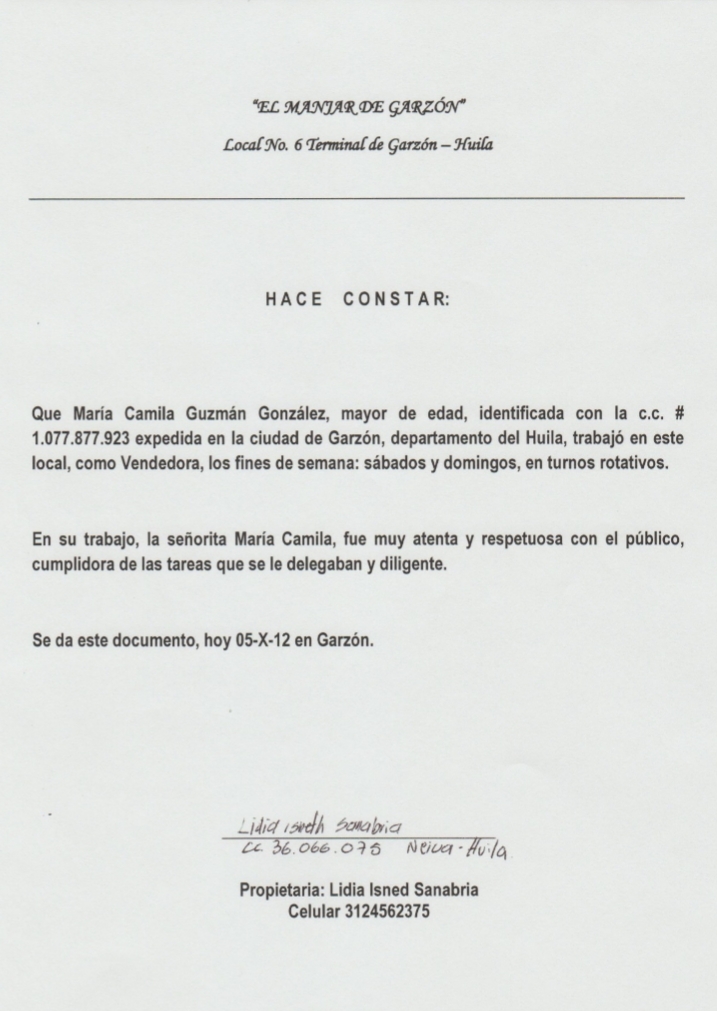 "EL MANJAR DE GARZÓN"
Local No. 6 Terminal de Garzón – Huila
HACE CONSTAR:
Que María Camila Guzmán González, mayor de edad, identificada con la c.c. #
1.077.877.923 expedida en la ciudad de Garzón, departamento del Huila, trabajó en este
local, como Vendedora, los fines de semana: sábados y domingos, en turnos rotativos.
En su trabajo, la señorita María Camila, fue muy atenta y respetuosa con el público,
cumplidora de las tareas que se le delegaban y diligente.
Se da este documento, hoy 05-X-12 en Garzón.
Lidia isneth Sanabria
cc. 36.066.075 Neiva - Huila
Propietaria: Lidia Isned Sanabria
Celular 3124562375